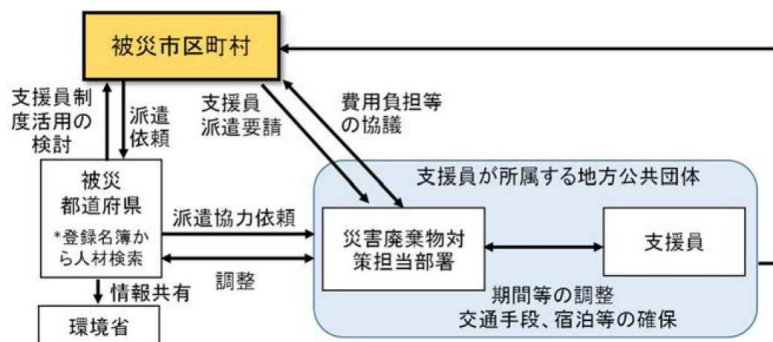 被災市区町村
支援員制
度活用の
検討
派遣
依頼
支援員
派遣要請
費用負担等
の協議
被災
都道府県
*登録名簿か
ら人材検索
派遣協力依頼
調整
情報共有
環境省
支援員が所属する地方公共団体
災害廃棄物対
策担当部署
支援員
期間等の調整
交通手段、宿泊等の確保